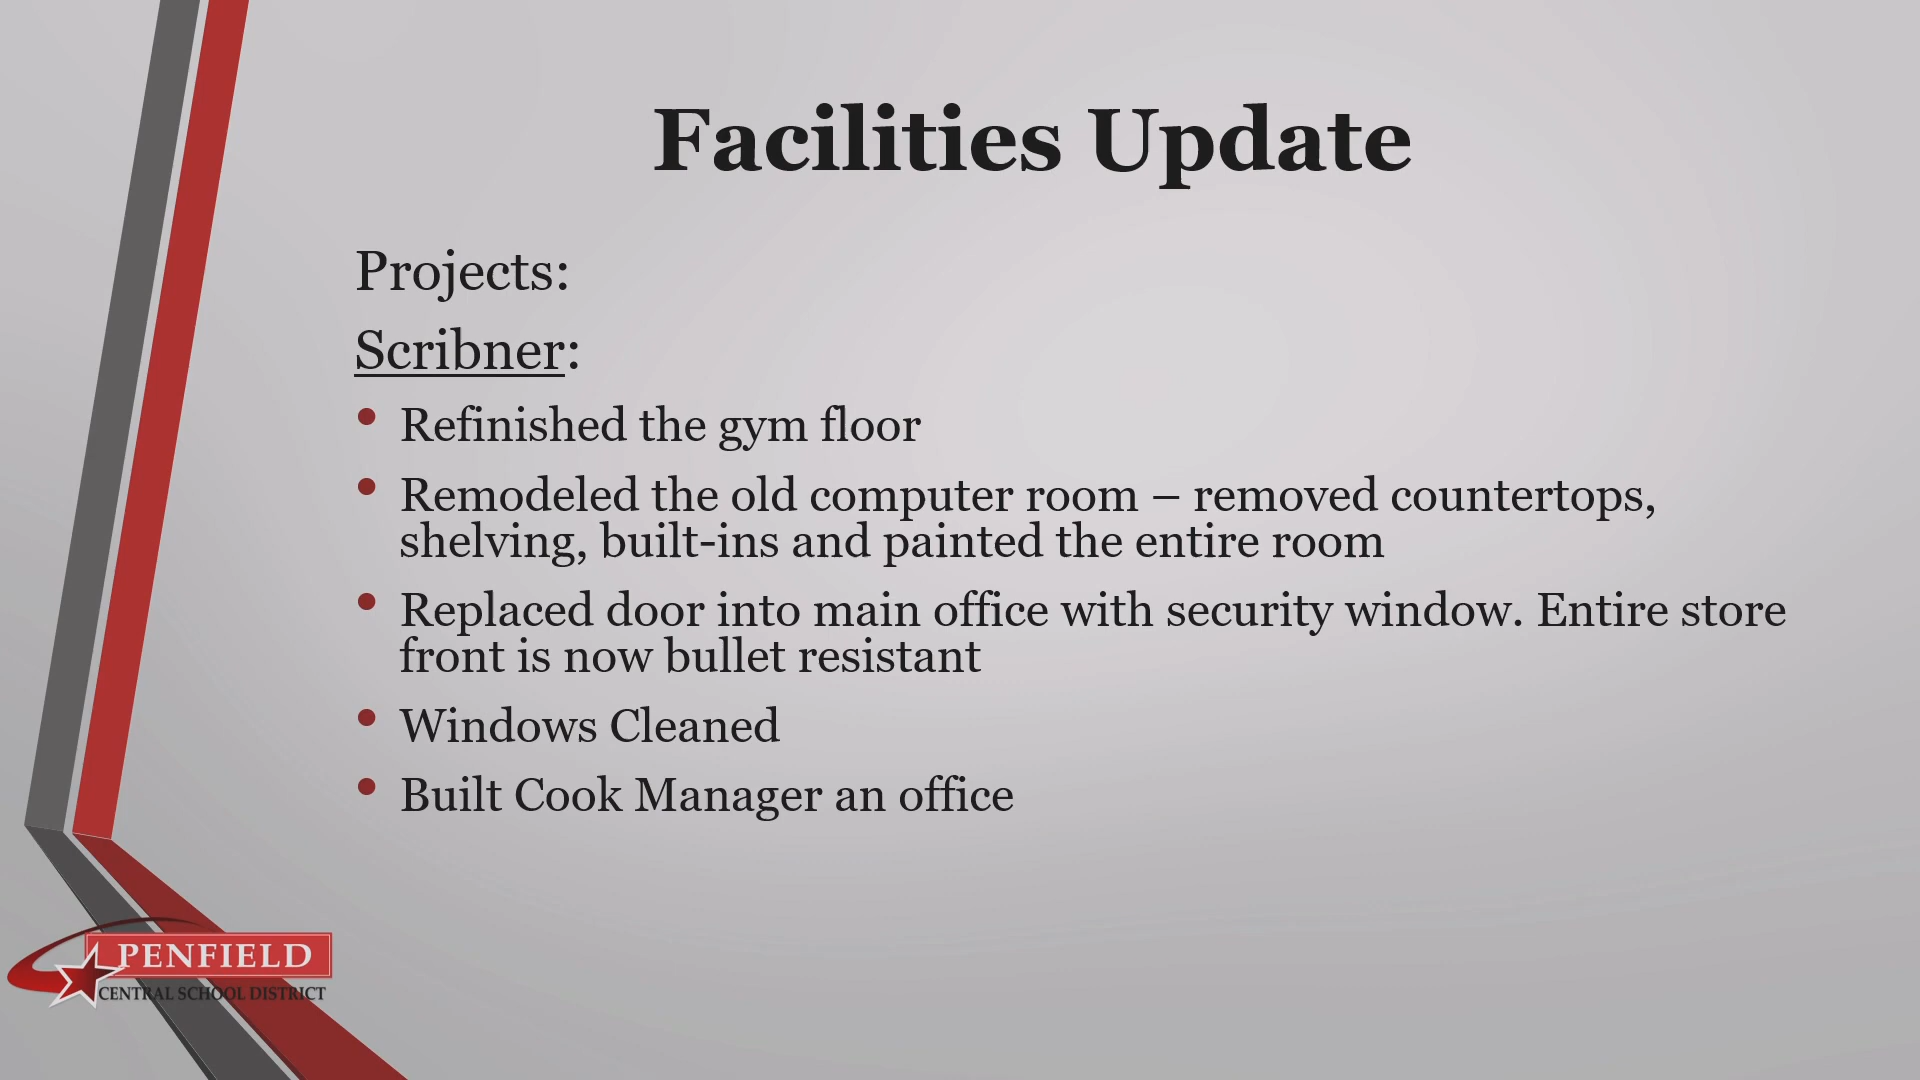 Facilities Update
Projects:
Scribner:
• Refinished the gym floor
• Remodeled the old computer room – removed countertops,
shelving, built-ins and painted the entire room
• Replaced door into main office with security window. Entire store
front is now bullet resistant
• Windows Cleaned
• Built Cook Manager an office
PENFIELD
CENTRAL SCHOOL DISTRICT